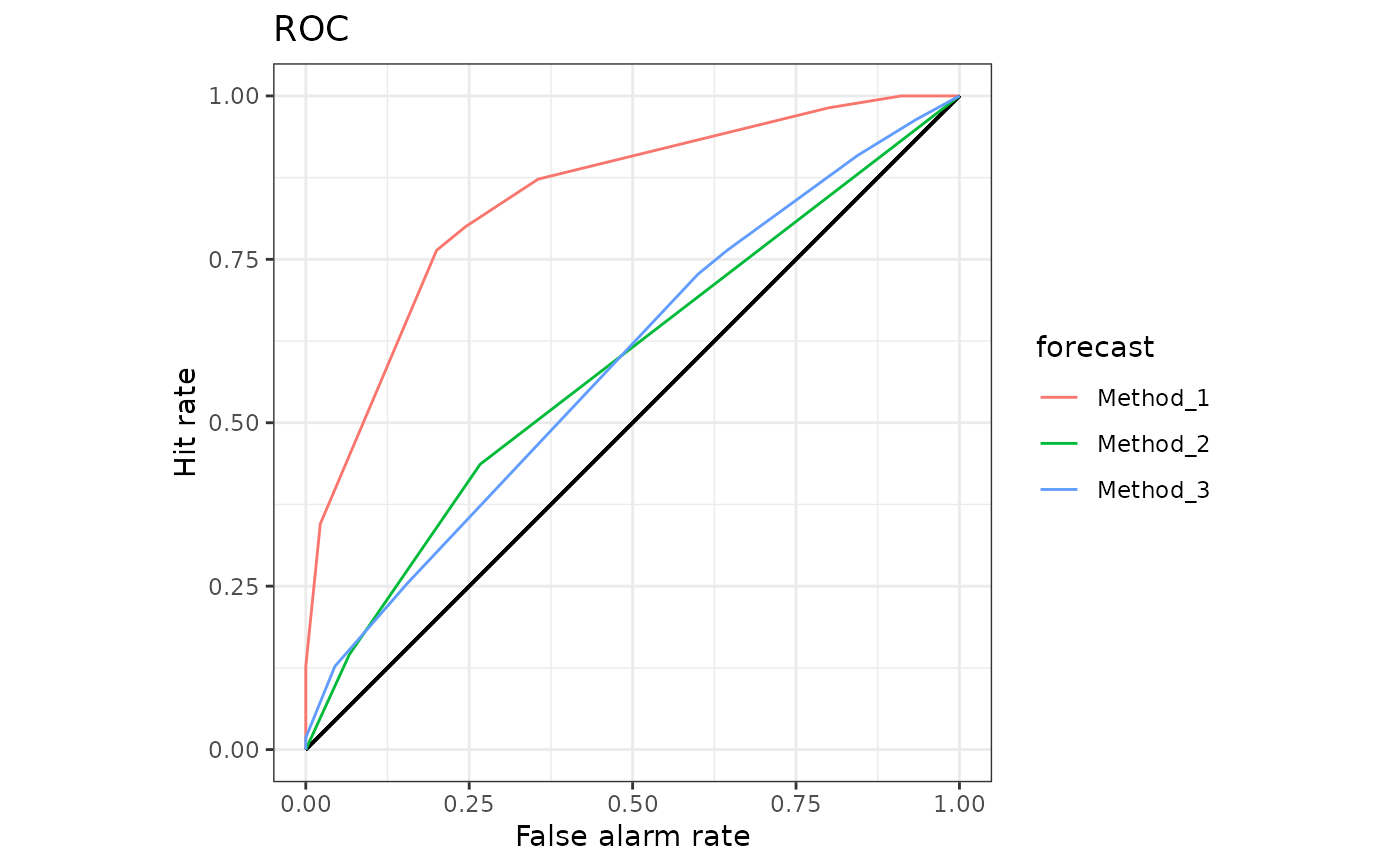 ROC
1.00
0.75
0.50
0.25
0.00
Hit rate
0.00 0.25 0.50 0.75 1.00
False alarm rate
forecast
Method_1
Method_2
Method_3